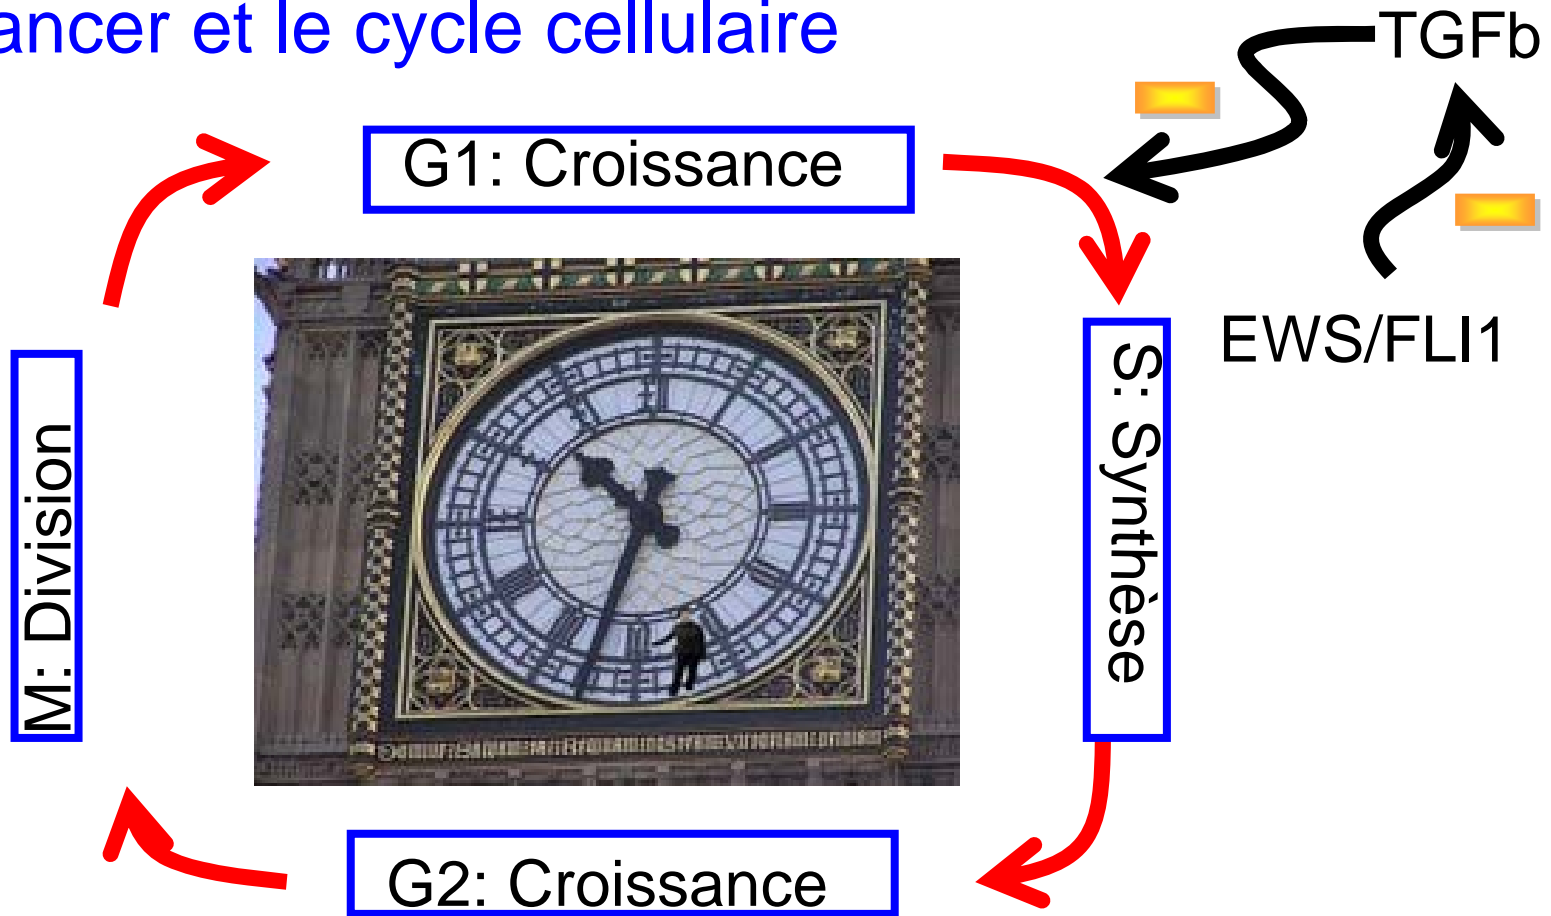 ancer et le cycle cellulaire
TGFb
G1: Croissance
EWS/FLI1
S: Synthèse
M: Division
G2: Croissance